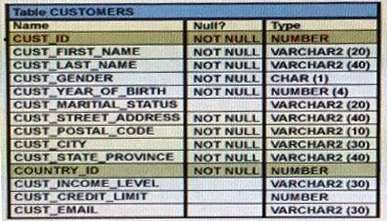 Table CUSTOMERS
Name Null? Type
CUST_ID NOT NULL NUMBER
CUST_FIRST_NAME NOT NULL VARCHAR2 (20)
CUST_LAST_NAME NOT NULL VARCHAR2 (40)
CUST_GENDER NOT NULL CHAR (1)
CUST_YEAR_OF_BIRTH NOT NULL NUMBER (4)
CUST_MARITIAL_STATUS VARCHAR2 (20)
CUST_STREET_ADDRESS NOT NULL VARCHAR2 (40)
CUST_POSTAL_CODE NOT NULL VARCHAR2 (10)
CUST_CITY NOT NULL VARCHAR2 (30)
CUST_STATE_PROVINCE NOT NULL VARCHAR2 (40)
COUNTRY_ID NOT NULL NUMBER
CUST_INCOME_LEVEL VARCHAR2 (30)
CUST_CREDIT_LIMIT NUMBER
CUST_EMAIL VARCHAR2 (30)